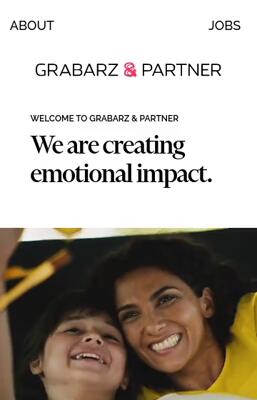 ABOUT JOBS
GRABARZ & PARTNER
WELCOME TO GRABARZ & PARTNER
We are creating
emotional impact.